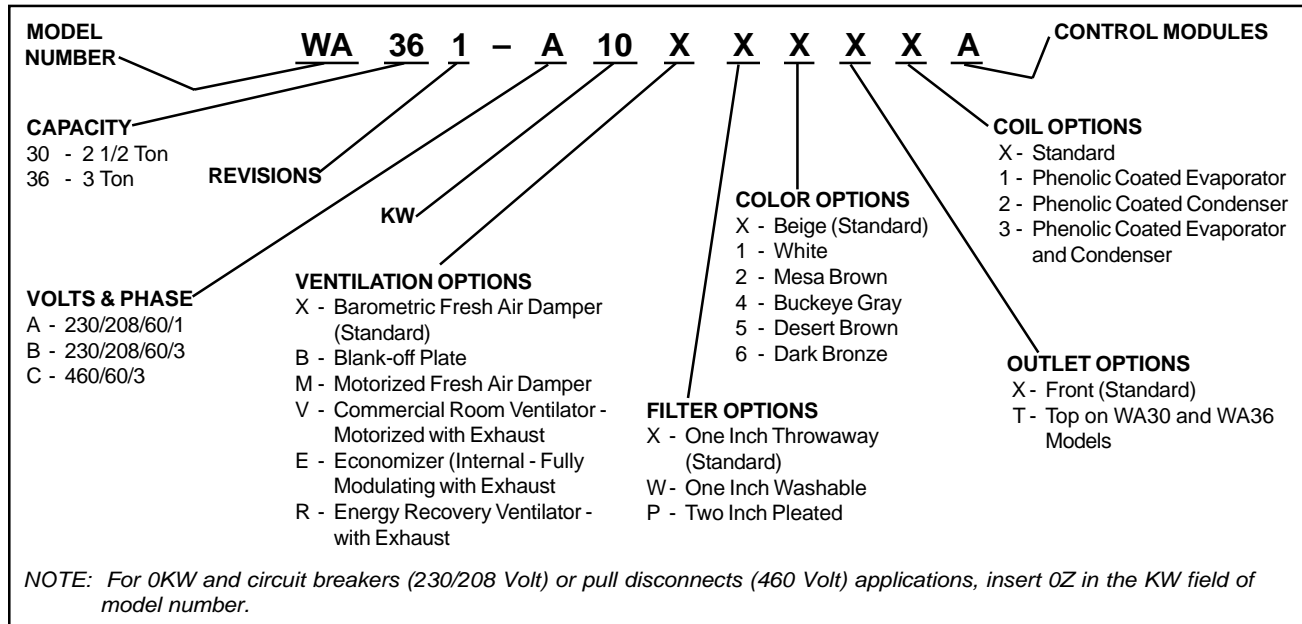 MODEL
NUMBER
WA 36 1 – A 10 X X X X X A
CONTROL MODULES
CAPACITY
30 - 2 1/2 Ton
36 - 3 Ton
REVISIONS
KW
VOLTS & PHASE
A - 230/208/60/1
B - 230/208/60/3
C - 460/60/3
VENTILATION OPTIONS
X - Barometric Fresh Air Damper
(Standard)
B - Blank-off Plate
M - Motorized Fresh Air Damper
V - Commercial Room Ventilator -
Motorized with Exhaust
E - Economizer (Internal - Fully
Modulating with Exhaust
R - Energy Recovery Ventilator -
with Exhaust
FILTER OPTIONS
X - One Inch Throwaway
(Standard)
W - One Inch Washable
P - Two Inch Pleated
COLOR OPTIONS
X - Beige (Standard)
1 - White
2 - Mesa Brown
4 - Buckeye Gray
5 - Desert Brown
6 - Dark Bronze
OUTLET OPTIONS
X - Front (Standard)
T - Top on WA30 and WA36
Models
COIL OPTIONS
X - Standard
1 - Phenolic Coated Evaporator
2 - Phenolic Coated Condenser
3 - Phenolic Coated Evaporator
and Condenser
NOTE: For 0KW and circuit breakers (230/208 Volt) or pull disconnects (460 Volt) applications, insert 0Z in the KW field of
model number.